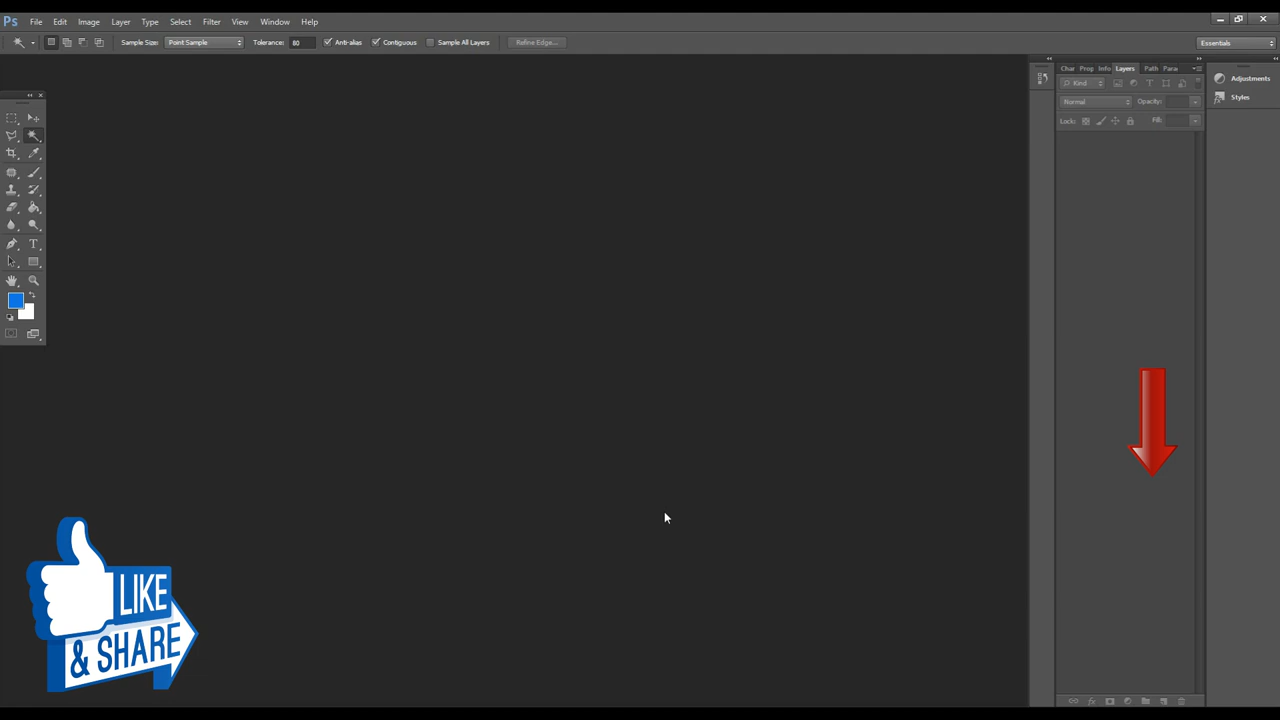 Ps File Edit Image Layer Type Select Filter View Window Help
Sample Size: Point Sample Tolerance: 80 Anti-alias Contiguous Sample All Layers Refine Edge... Essentials
Char Prop Info Layers Path Para
Kind
Normal Opacity:
Lock: Fill:
Adjustments
Styles
LIKE
& SHARE